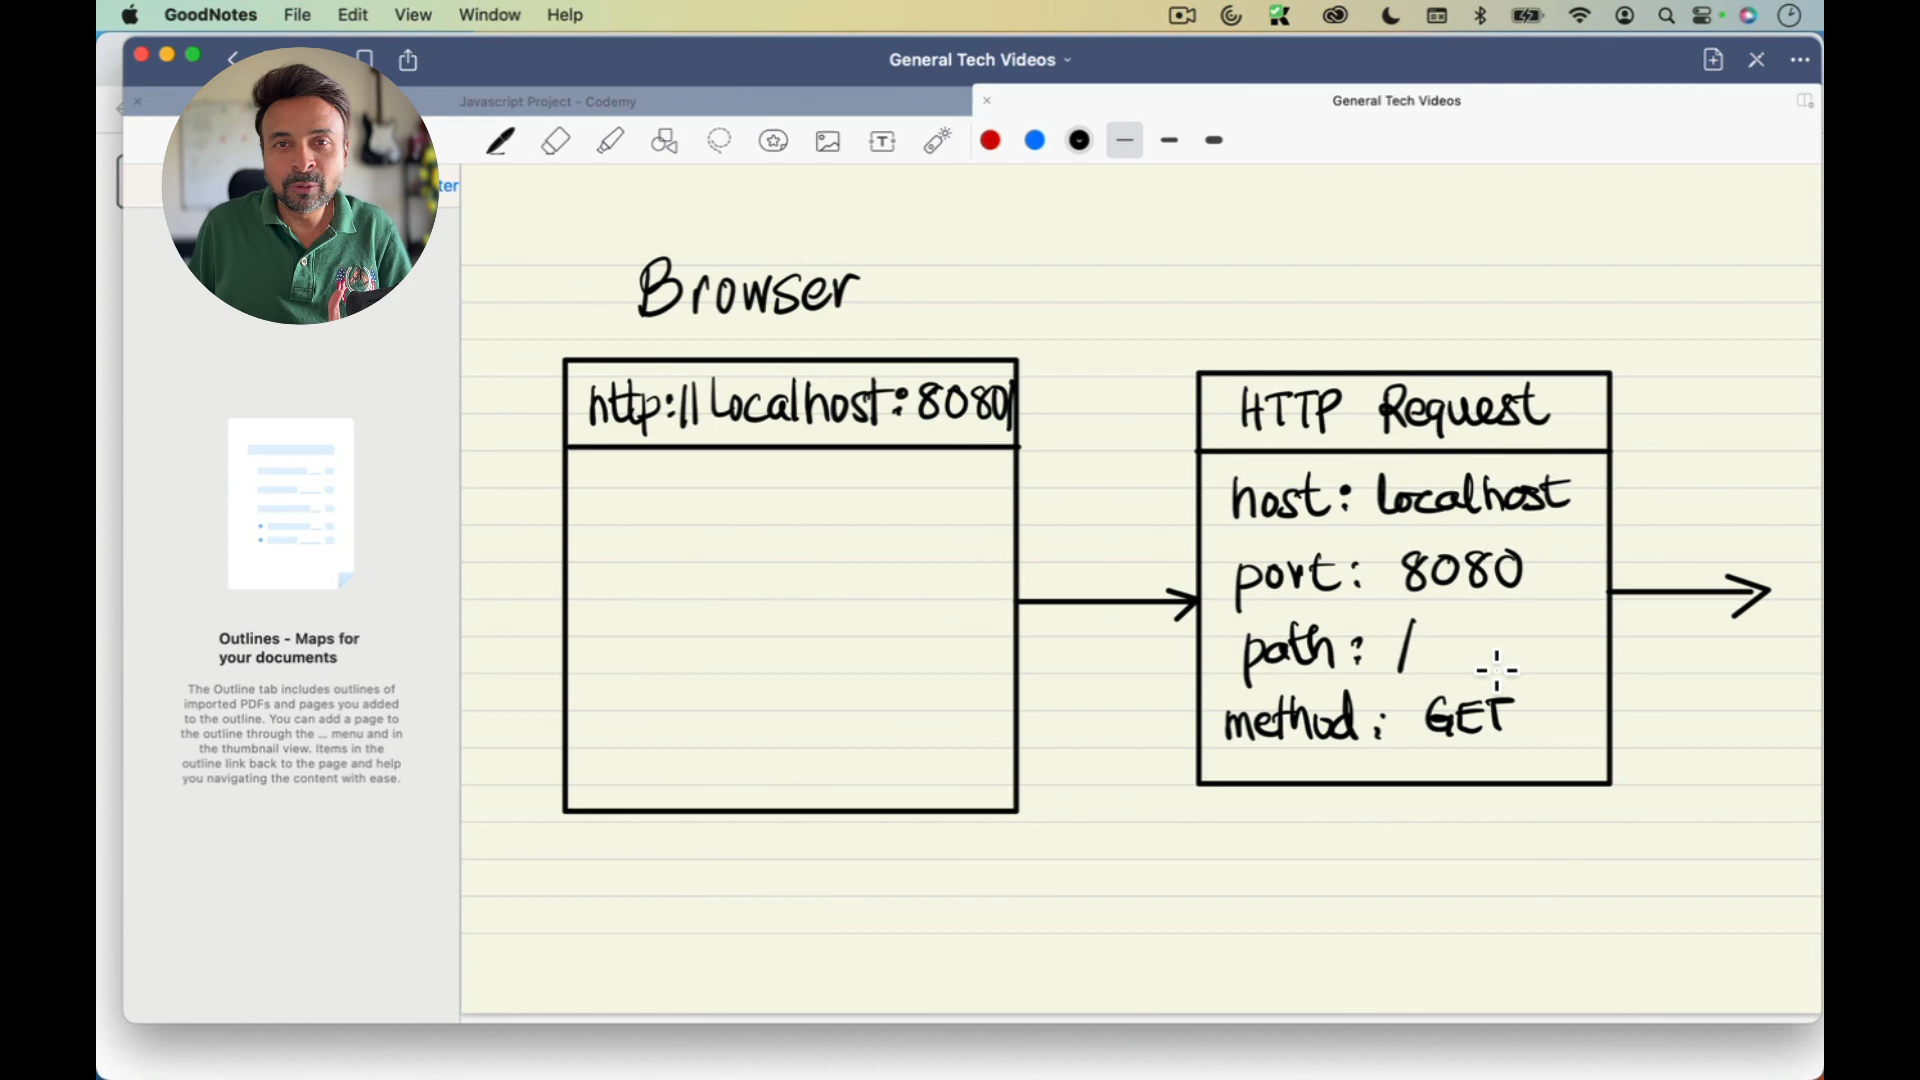 GoodNotes File Edit View Window Help
General Tech Videos
Javascript Project - Codemy
General Tech Videos
ter
Browser
http://localhost:8080/
HTTP Request
host: localhost
port: 8080
path: /
method: GET
Outlines - Maps for
your documents
The Outline tab includes outlines of
imported PDFs and pages you added
to the outline. You can add a page to
the outline through the ... menu and in
the thumbnail view. Items in the
outline link back to the page and help
you navigating the content with ease.